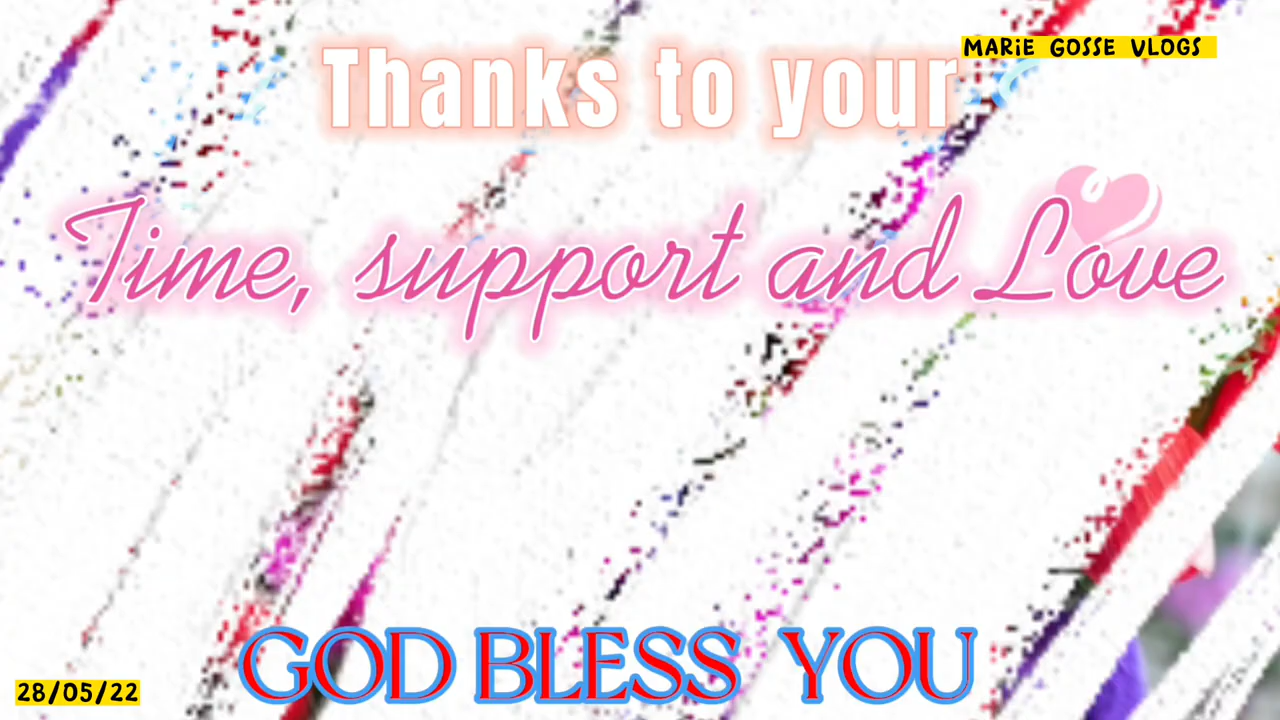 MARiE GOSSE VLOGS
Thanks to your
Time, support and Love
GOD BLESS YOU
28/05/22